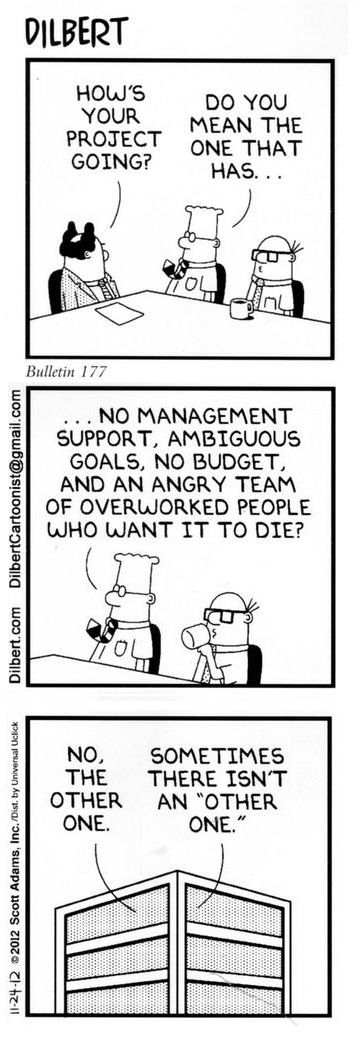 DILBERT
HOW'S
YOUR
PROJECT
GOING?
DO YOU
MEAN THE
ONE THAT
HAS. . .
Bulletin 177
. . . NO MANAGEMENT
SUPPORT, AMBIGUOUS
GOALS, NO BUDGET,
AND AN ANGRY TEAM
OF OVERWORKED PEOPLE
WHO WANT IT TO DIE?
Dilbert.com DilbertCartoonist@gmail.com
NO,
THE
OTHER
ONE.
SOMETIMES
THERE ISN'T
AN "OTHER
ONE."
11-24-12 ©2012 Scott Adams, Inc. /Dist. by Universal Uclick